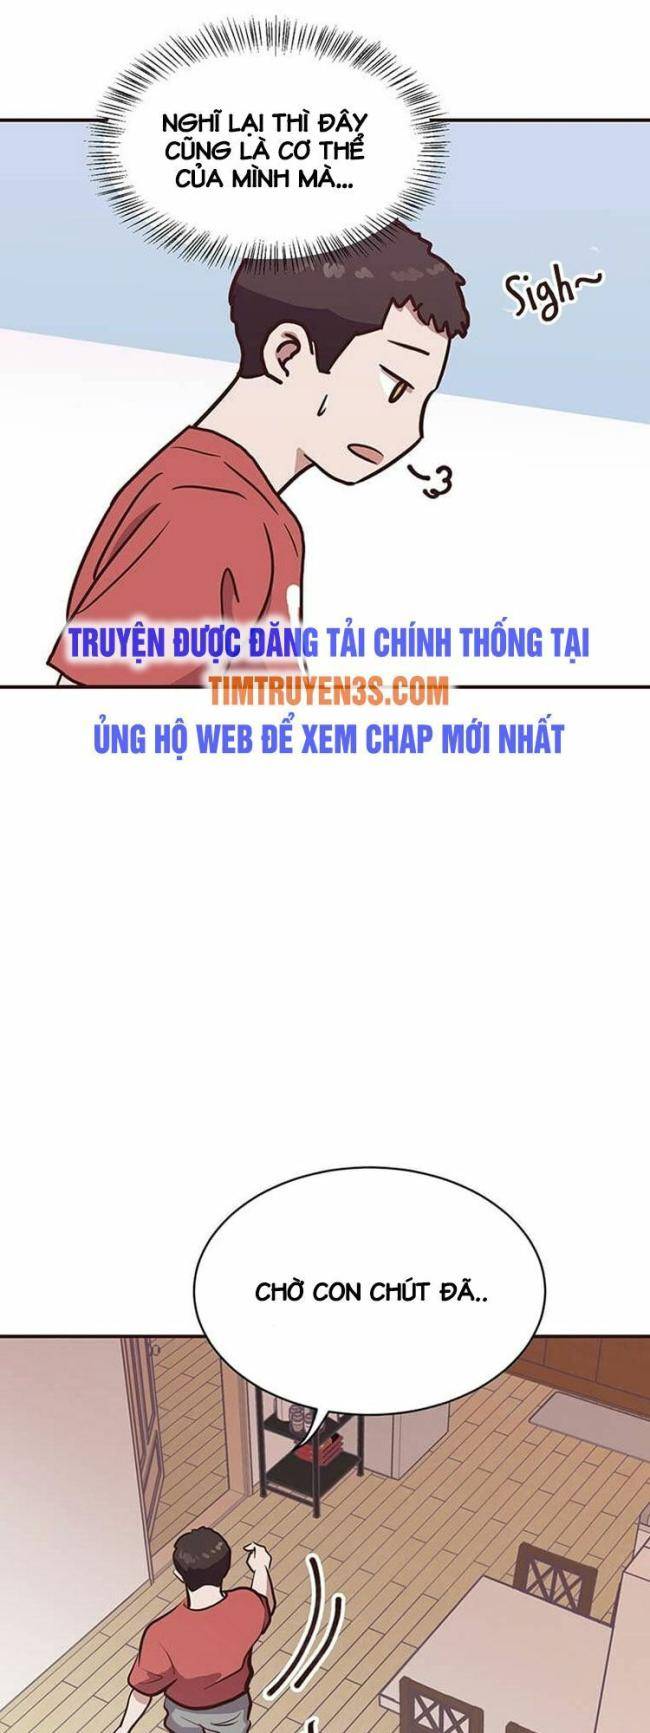 NGHĨ LẠI THÌ ĐÂY
CŨNG LÀ CƠ THỂ
CỦA MÌNH MÀ...
Sigh~
TRUYỆN ĐƯỢC ĐĂNG TẢI CHÍNH THỐNG TẠI
TIMTRUYEN3S.COM
ỦNG HỘ WEB ĐỂ XEM CHAP MỚI NHẤT
CHỜ CON CHÚT ĐÃ..